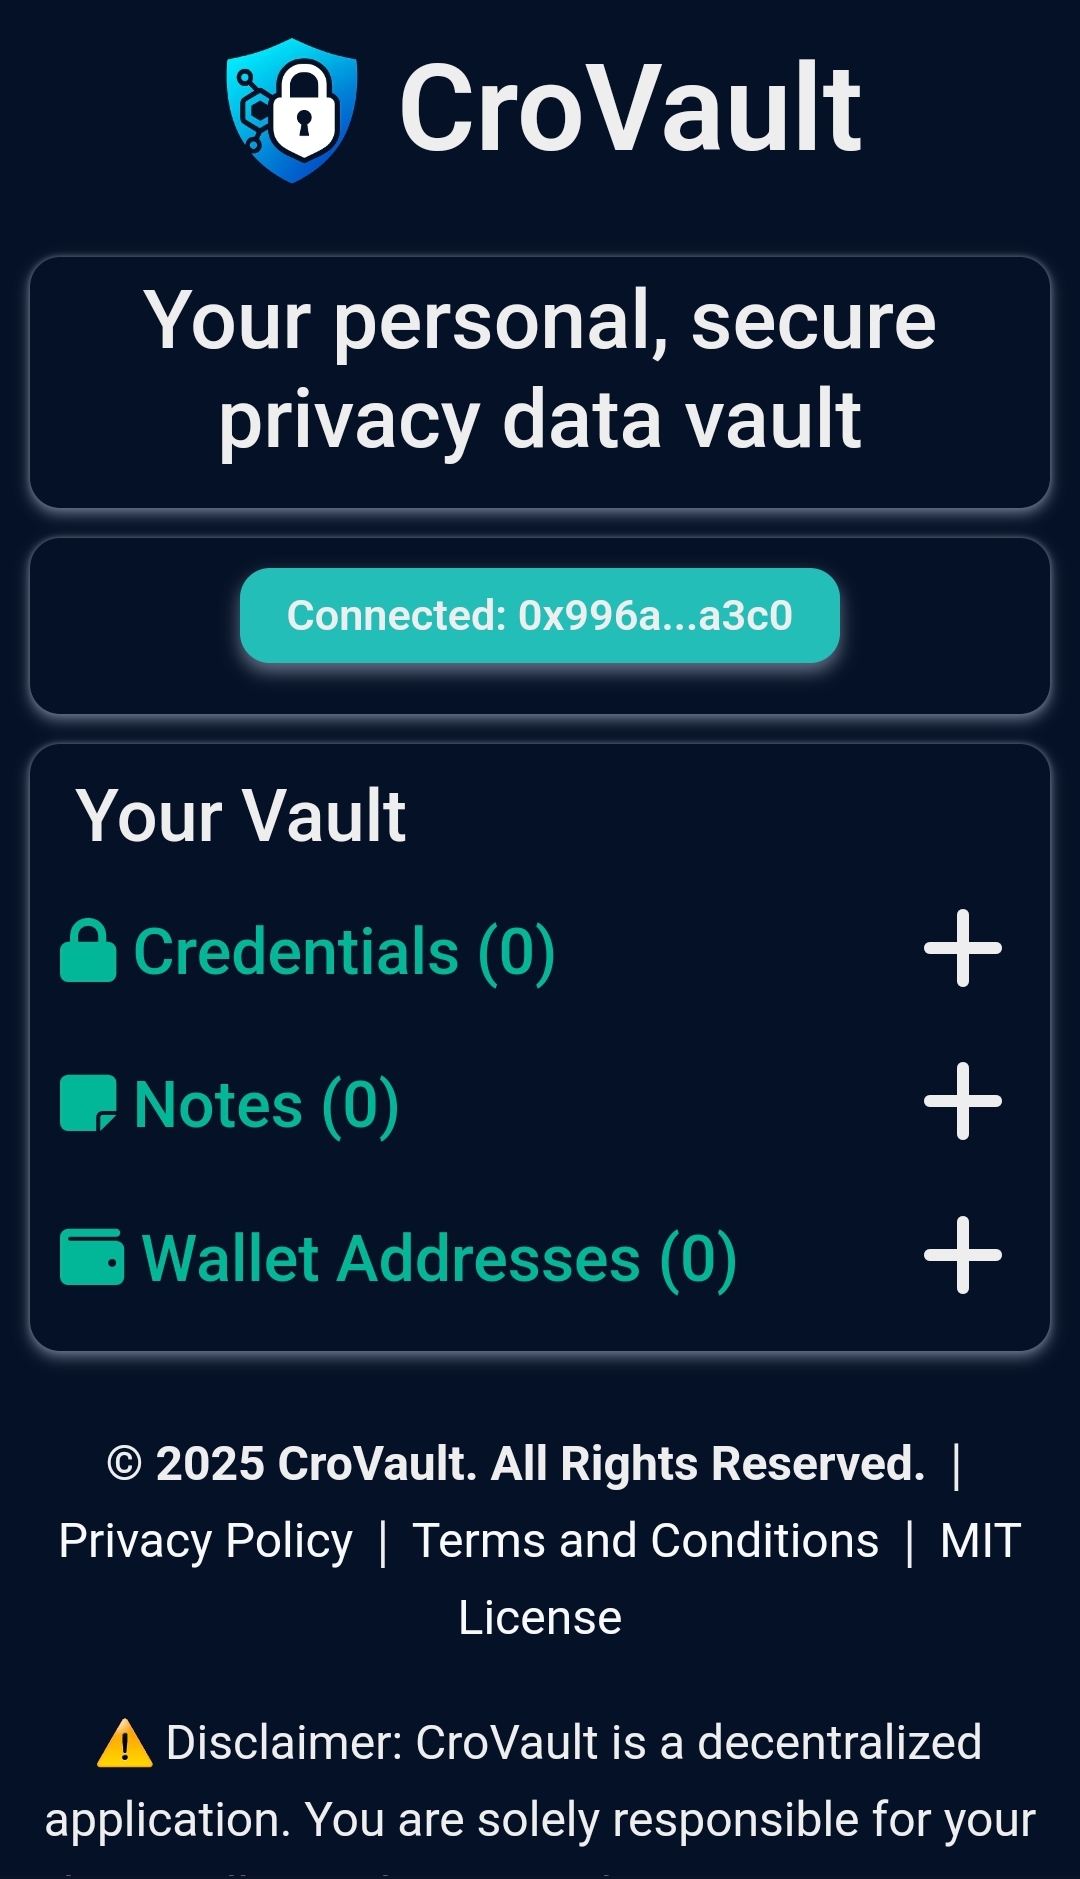 CroVault
Your personal, secure
privacy data vault
Connected: 0x996a...a3c0
Your Vault
Credentials (0)
Notes (0)
Wallet Addresses (0)
© 2025 CroVault. All Rights Reserved. |
Privacy Policy | Terms and Conditions | MIT
License
⚠️ Disclaimer: CroVault is a decentralized
application. You are solely responsible for your